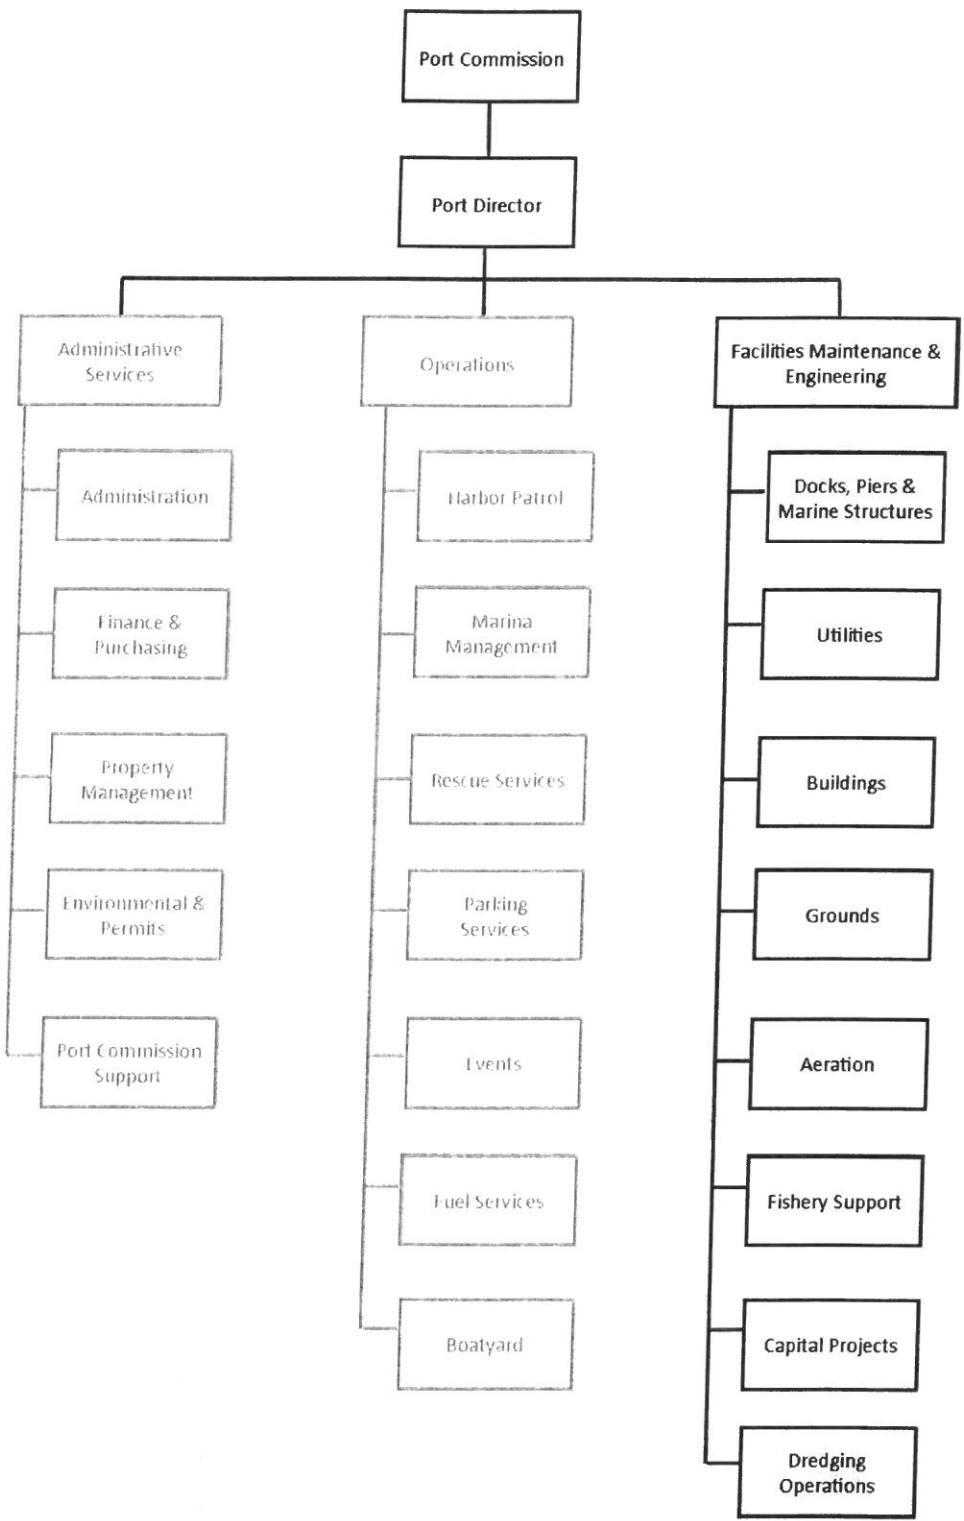 Port Commission
Port Director
Administrative
Services
Administration
Finance &
Purchasing
Property
Management
Environmental &
Permits
Port Commission
Support
Operations
Harbor Patrol
Marina
Management
Rescue Services
Parking
Services
Events
Fuel Services
Boatyard
Facilities Maintenance &
Engineering
Docks, Piers &
Marine Structures
Utilities
Buildings
Grounds
Aeration
Fishery Support
Capital Projects
Dredging
Operations